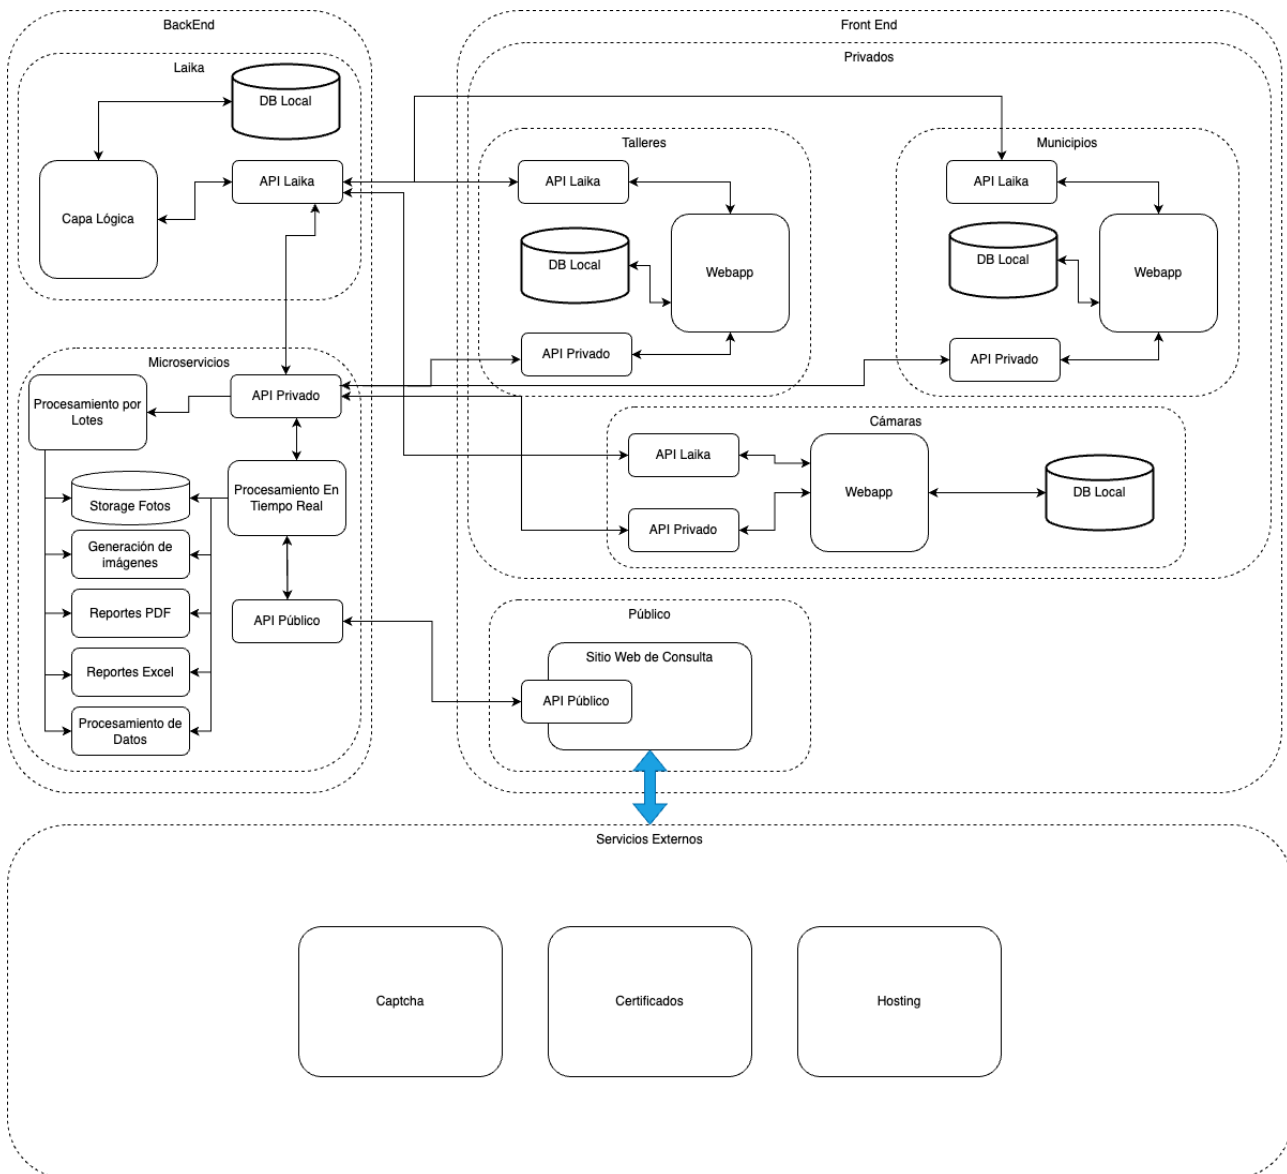 BackEnd
Laika
DB Local
Capa Lógica
API Laika
Microservicios
Procesamiento por
Lotes
API Privado
Storage Fotos
Procesamiento En
Tiempo Real
Generación de
imágenes
Reportes PDF
API Público
Reportes Excel
Procesamiento de
Datos
Front End
Privados
Talleres
API Laika
DB Local
Webapp
API Privado
Municipios
API Laika
DB Local
Webapp
API Privado
Cámaras
API Laika
Webapp
DB Local
API Privado
Público
Sitio Web de Consulta
API Público
Servicios Externos
Captcha
Certificados
Hosting